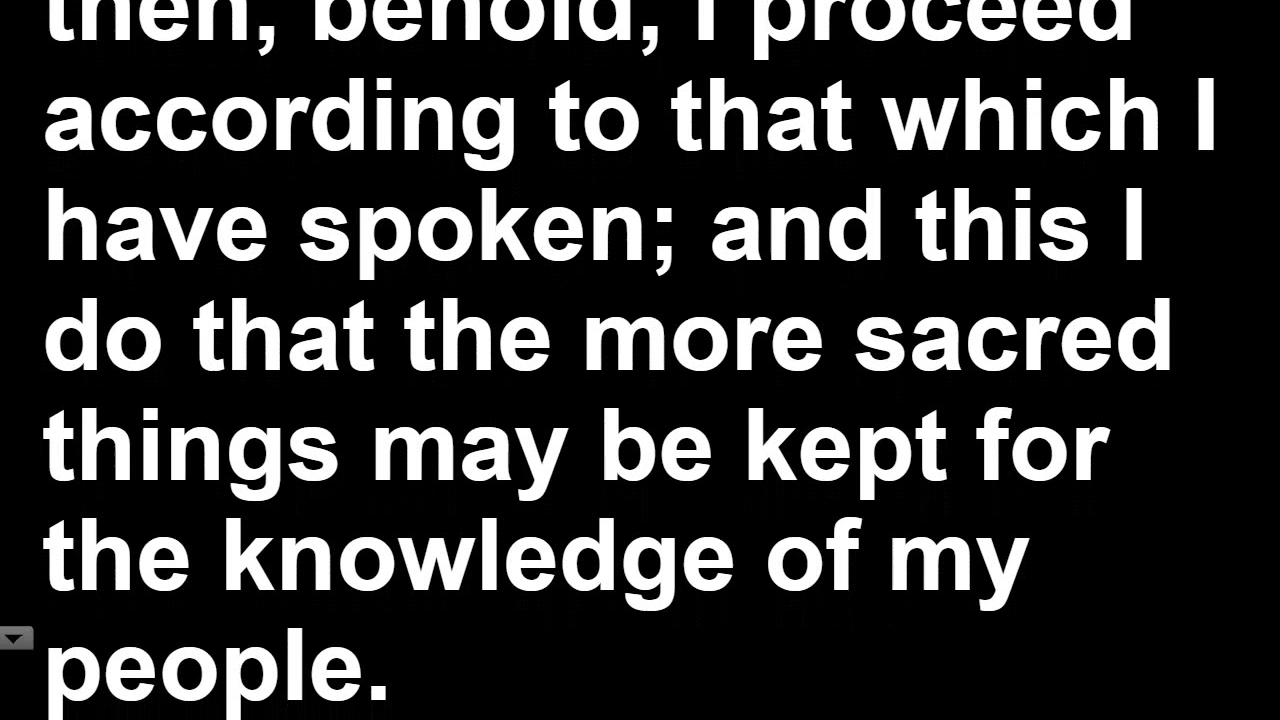 then, behold, I proceed
according to that which I
have spoken; and this I
do that the more sacred
things may be kept for
the knowledge of my
people.